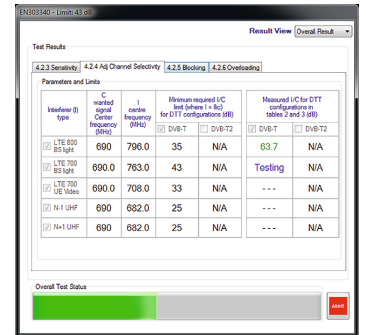 EN303340 - Limit: 43 dB
Result View Overall Result
Test Results
4.2.3 Sensitivity 4.2.4 Adj Channel Selectivity 4.2.5 Blocking 4.2.6 Overloading
Parameters and Limits
Interferer (I) type
C wanted signal Center frequency (MHz)
I centre frequency (MHz)
Minimum required I/C limit (where I = Ilc) for DTT configurations (dB)
Measured I/C for DTT configurations in tables 2 and 3 (dB)
DVB-T DVB-T2 DVB-T DVB-T2
LTE 800 BS light 690 796.0 35 N/A 63.7 N/A
LTE 700 BS light 690.0 763.0 43 N/A Testing N/A
LTE 700 UE Video 690.0 708.0 33 N/A - - - N/A
N-1 UHF 690 682.0 25 N/A - - - N/A
N+1 UHF 690 682.0 25 N/A - - - N/A
Overall Test Status
Abort